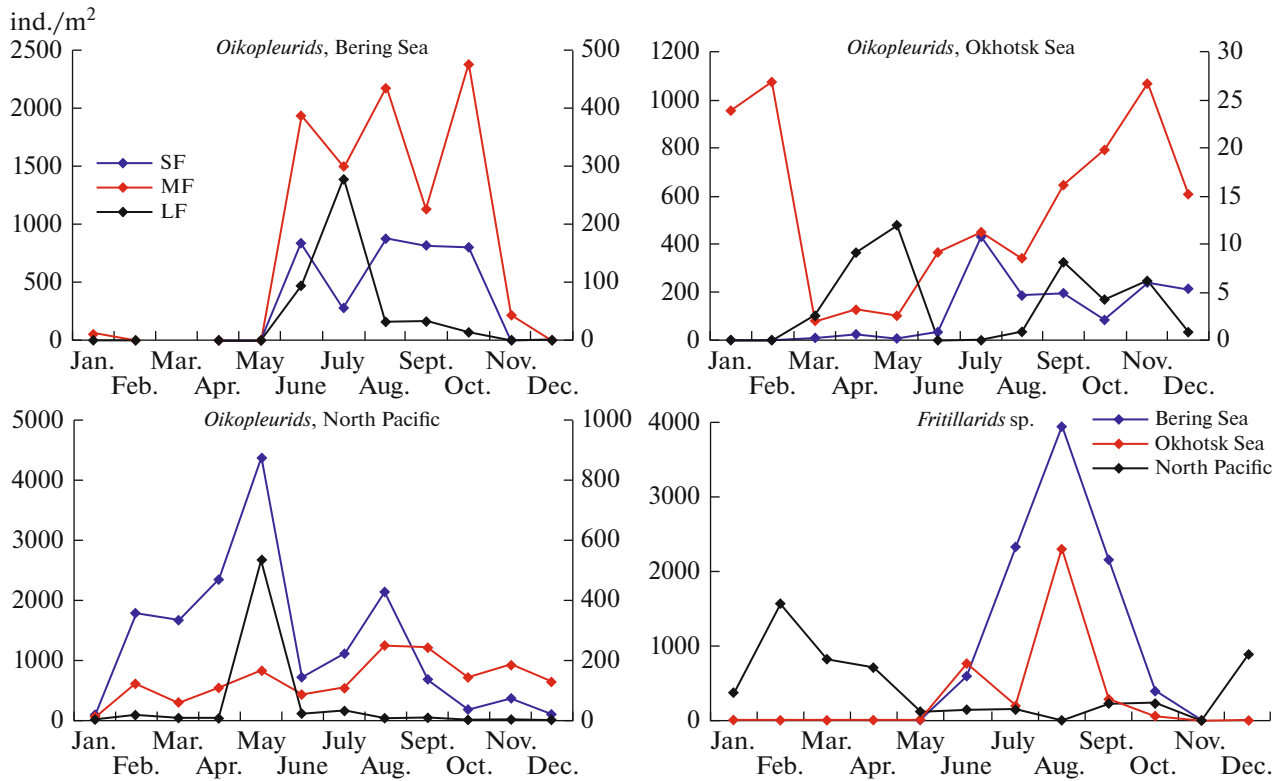 ind./m²
Oikopleurids, Bering Sea
2500
2000
1500
1000
500
0
500
400
300
200
100
0
SF
MF
LF
Jan. Mar. May July Sept. Nov.
Feb. Apr. June Aug. Oct. Dec.
Oikopleurids, Okhotsk Sea
1200
1000
800
600
400
200
0
30
25
20
15
10
5
0
Jan. Mar. May July Sept. Nov.
Feb. Apr. June Aug. Oct. Dec.
Oikopleurids, North Pacific
5000
4000
3000
2000
1000
0
1000
800
600
400
200
0
Jan. Mar. May July Sept. Nov.
Feb. Apr. June Aug. Oct. Dec.
Fritillarids sp.
4000
3000
2000
1000
0
Bering Sea
Okhotsk Sea
North Pacific
Jan. Mar. May July Sept. Nov.
Feb. Apr. June Aug. Oct. Dec.